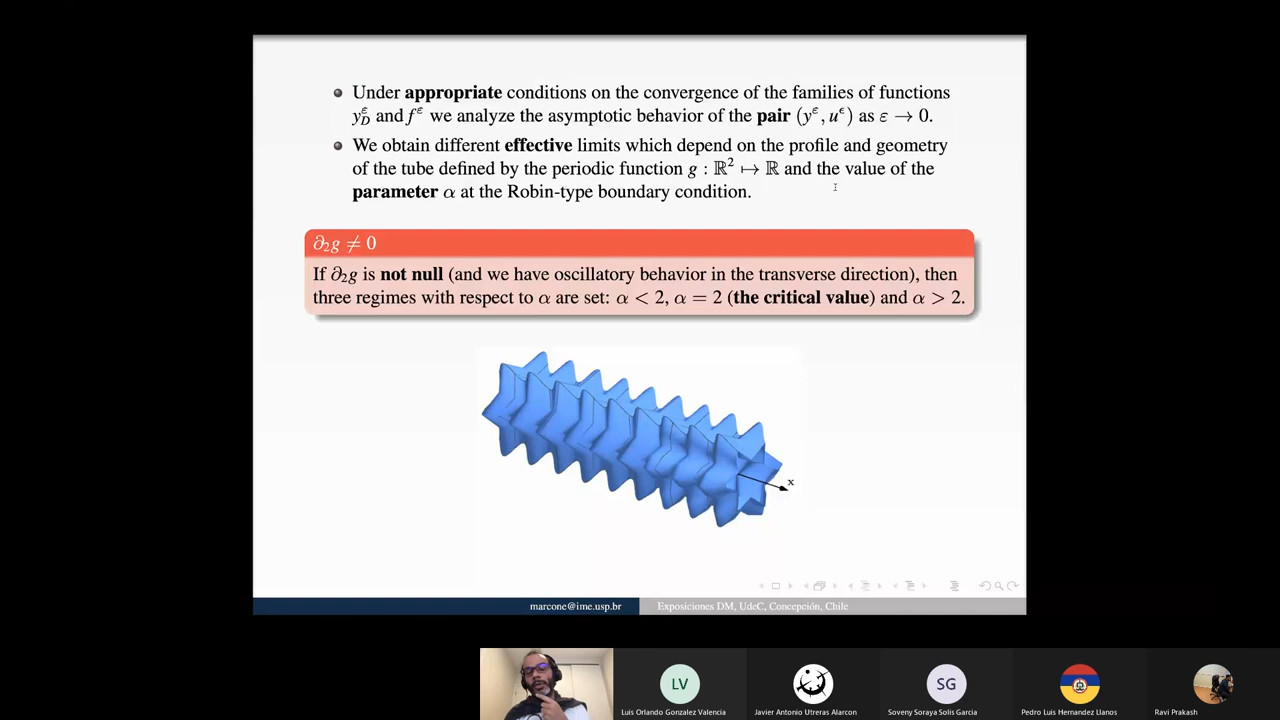 Under appropriate conditions on the convergence of the families of functions
y_D^ε and f^ε we analyze the asymptotic behavior of the pair (y^ε, u^ϵ) as ε → 0.
We obtain different effective limits which depend on the profile and geometry
of the tube defined by the periodic function g : ℝ² ↦ ℝ and the value of the
parameter α at the Robin-type boundary condition.
∂₂g ≠ 0
If ∂₂g is not null (and we have oscillatory behavior in the transverse direction), then
three regimes with respect to α are set: α < 2, α = 2 (the critical value) and α > 2.
x
marcone@ime.usp.br Exposiciones DM, UdeC, Concepción, Chile
LV SG
Luis Orlando Gonzalez Valencia Javier Antonio Utreras Alarcon Soveny Soraya Solis Garcia Pedro Luis Hernandez Llanos Ravi Prakash